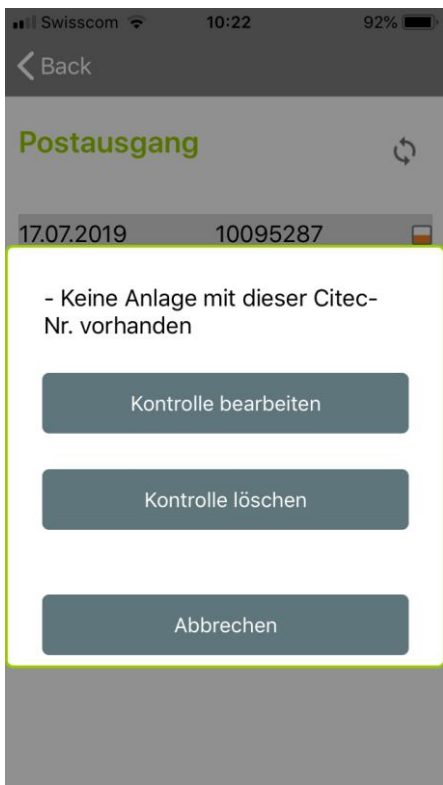 Swisscom 10:22 92%
Back
Postausgang
17.07.2019 10095287
- Keine Anlage mit dieser Citec-
Nr. vorhanden
Kontrolle bearbeiten
Kontrolle löschen
Abbrechen